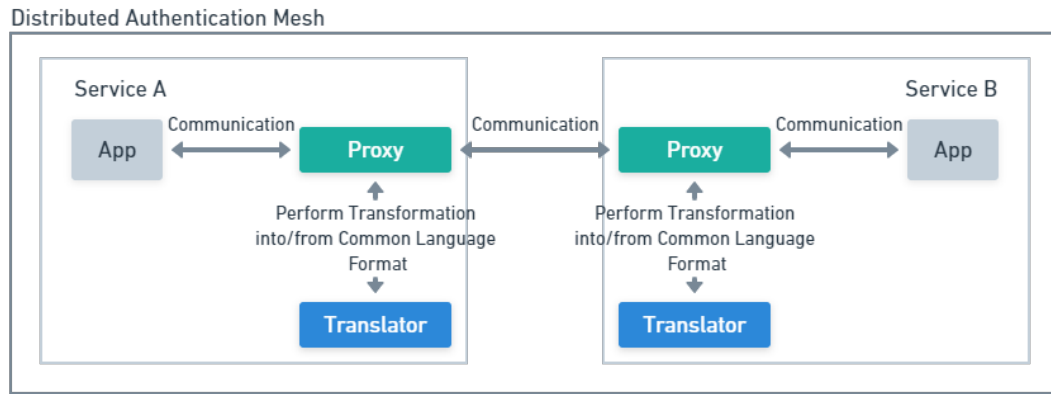 Distributed Authentication Mesh
Service A
Service B
App
Communication
Proxy
Communication
Proxy
Communication
App
Perform Transformation
into/from Common Language
Format
Perform Transformation
into/from Common Language
Format
Translator
Translator